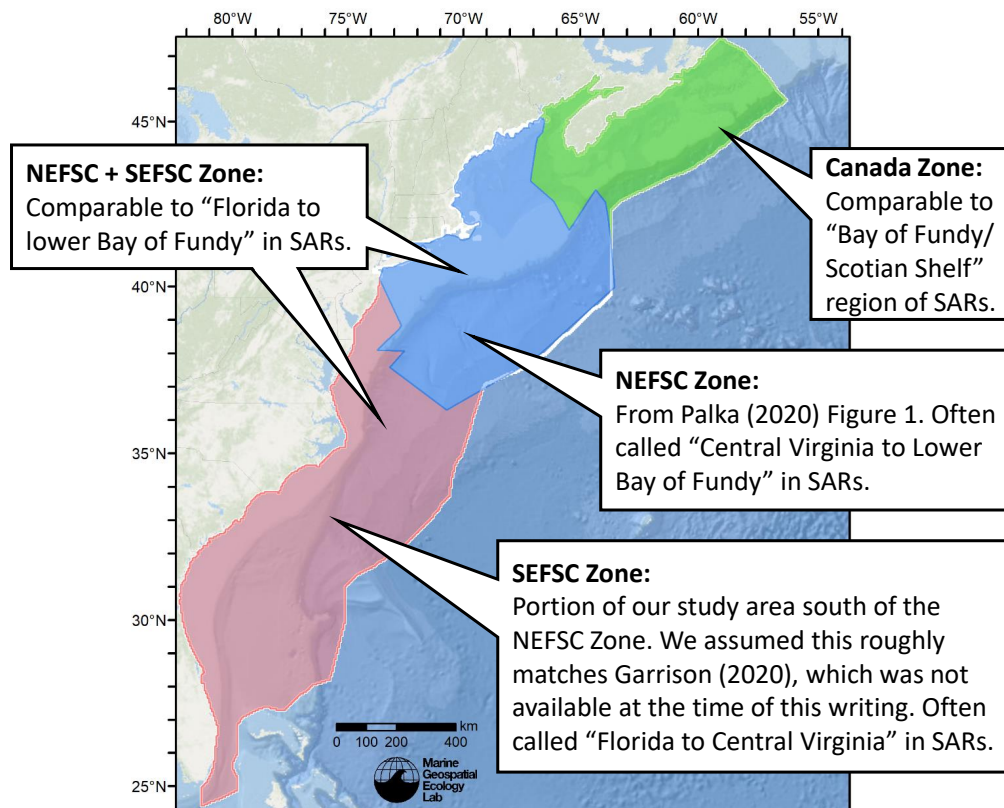 80°W 75°W 70°W 65°W 60°W 55°W
45°N
40°N
35°N
30°N
25°N
NEFSC + SEFSC Zone:
Comparable to “Florida to
lower Bay of Fundy” in SARs.
Canada Zone:
Comparable to
“Bay of Fundy/
Scotian Shelf”
region of SARs.
NEFSC Zone:
From Palka (2020) Figure 1. Often
called “Central Virginia to Lower
Bay of Fundy” in SARs.
SEFSC Zone:
Portion of our study area south of the
NEFSC Zone. We assumed this roughly
matches Garrison (2020), which was not
available at the time of this writing. Often
called “Florida to Central Virginia” in SARs.
km
0 100 200 400
Marine
Geospatial
Ecology
Lab